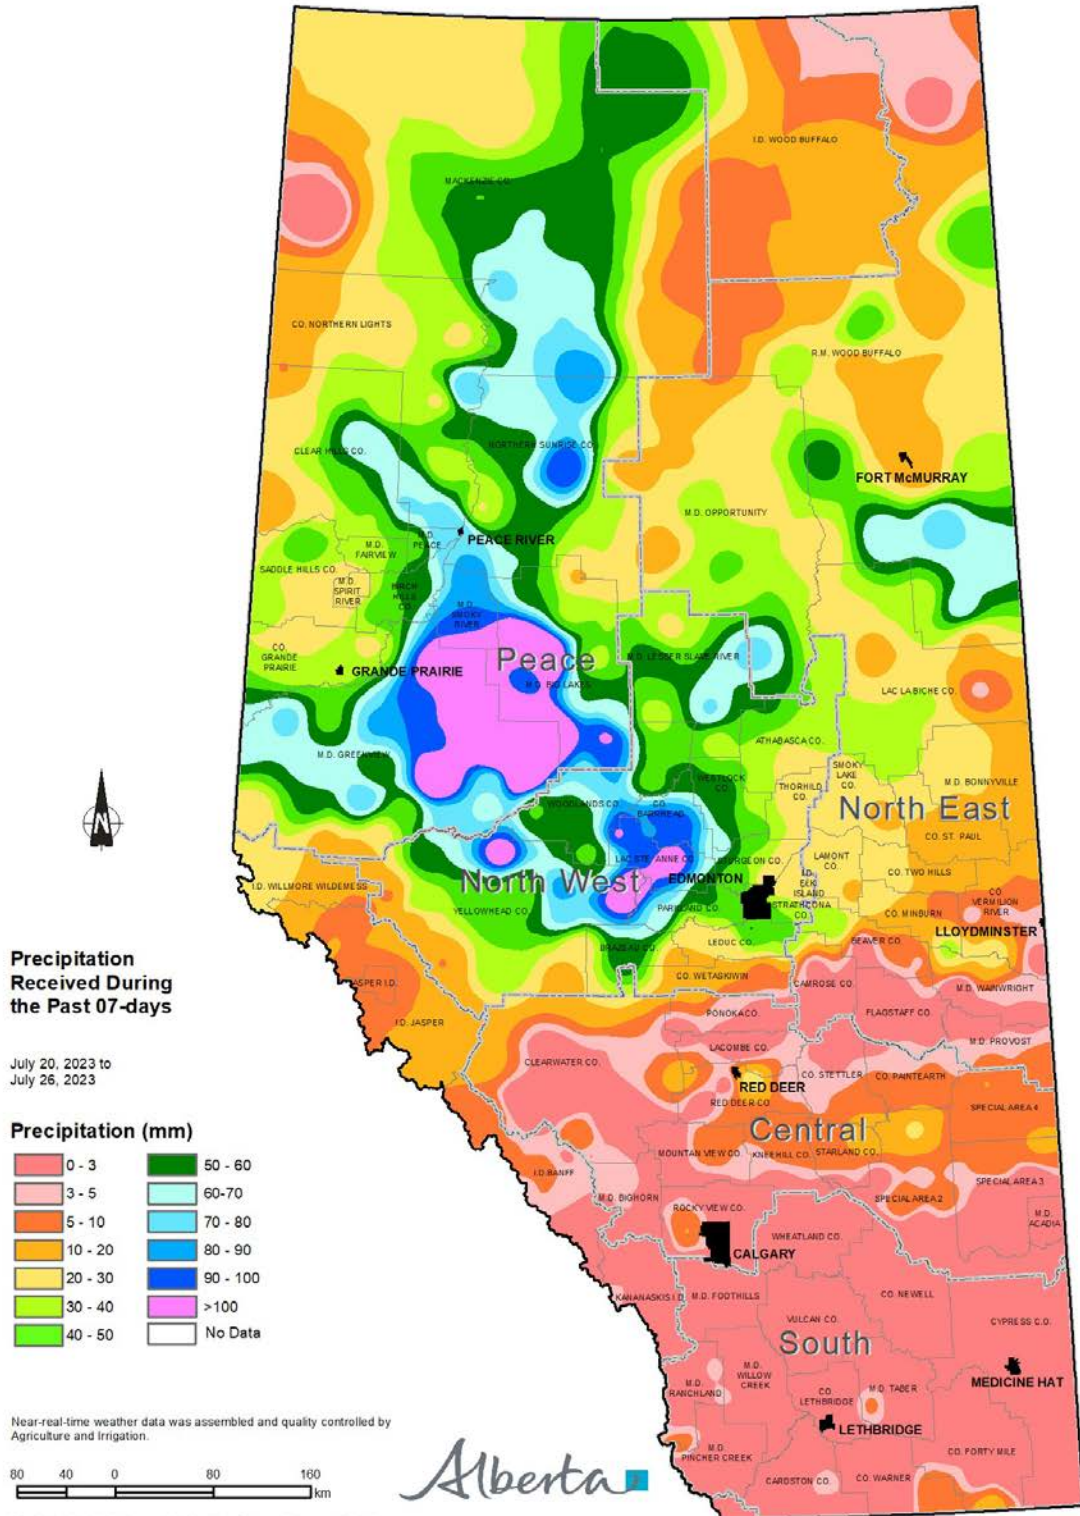 I.D. WOOD BUFFALO
MACKENZIE CO.
CO. NORTHERN LIGHTS
R.M. WOOD BUFFALO
NORTHERN SUNRISE CO.
CLEAR HILLS CO.
FORT McMURRAY
M.D. OPPORTUNITY
M.D.
PEACE
PEACE RIVER
M.D.
FAIRVIEW
SADDLE HILLS CO.
M.D.
SPIRIT
RIVER
BIRCH
HILLS
CO.
M.D.
SMOKY
RIVER
CO.
GRANDE
PRAIRIE
GRANDE PRAIRIE
Peace
M.D. LESSER SLAVE RIVER
M.D. BIG LAKES
LAC LA BICHE CO.
M.D. GREENVIEW
ATHABASCA CO.
WESTLOCK
CO.
SMOKY
LAKE
CO.
THORHILD
CO.
M.D. BONNYVILLE
WOODLANDS CO.
CO.
BARRHEAD
North East
CO. ST. PAUL
LAC STE. ANNE CO.
STURGEON CO.
LAMONT
CO.
N
North West
EDMONTON
I.D.
ELK
ISLAND
CO. TWO HILLS
I.D. WILLMORE WILDERNESS
CO.
VERMILION
RIVER
YELLOWHEAD CO.
PARKLAND CO.
STRATHCONA
CO.
CO. MINBURN
LLOYDMINSTER
BRAZEAU CO.
LEDUC CO.
BEAVER CO.
Precipitation
Received During
the Past 07-days
CO. WETASKIWIN
JASPER I.D.
CAMROSE CO.
M.D. WAINWRIGHT
I.D. JASPER
PONOKA CO.
FLAGSTAFF CO.
M.D. PROVOST
July 20, 2023 to
July 26, 2023
CLEARWATER CO.
LACOMBE CO.
CO. STETTLER
CO. PAINTEARTH
RED DEER
RED DEER CO.
SPECIAL AREA 4
Central
Precipitation (mm)
0 - 3
50 - 60
3 - 5
60-70
5 - 10
70 - 80
10 - 20
80 - 90
20 - 30
90 - 100
30 - 40
>100
40 - 50
No Data
MOUNTAIN VIEW CO.
KNEEHILL CO.
STARLAND CO.
I.D. BANFF
M.D. BIGHORN
SPECIAL AREA 3
SPECIAL AREA 2
ROCKY VIEW CO.
M.D.
ACADIA
WHEATLAND CO.
CALGARY
KANANASKIS I.D.
M.D. FOOTHILLS
CO. NEWELL
VULCAN CO.
CYPRESS C.O.
South
M.D.
WILLOW
CREEK
M.D.
RANCHLAND
CO.
LETHBRIDGE
M.D. TABER
MEDICINE HAT
LETHBRIDGE
M.D.
PINCHER CREEK
CO. FORTY MILE
CARDSTON CO.
CO. WARNER
Near-real-time weather data was assembled and quality controlled by
Agriculture and Irrigation.
80 40 0 80 160
km
Alberta